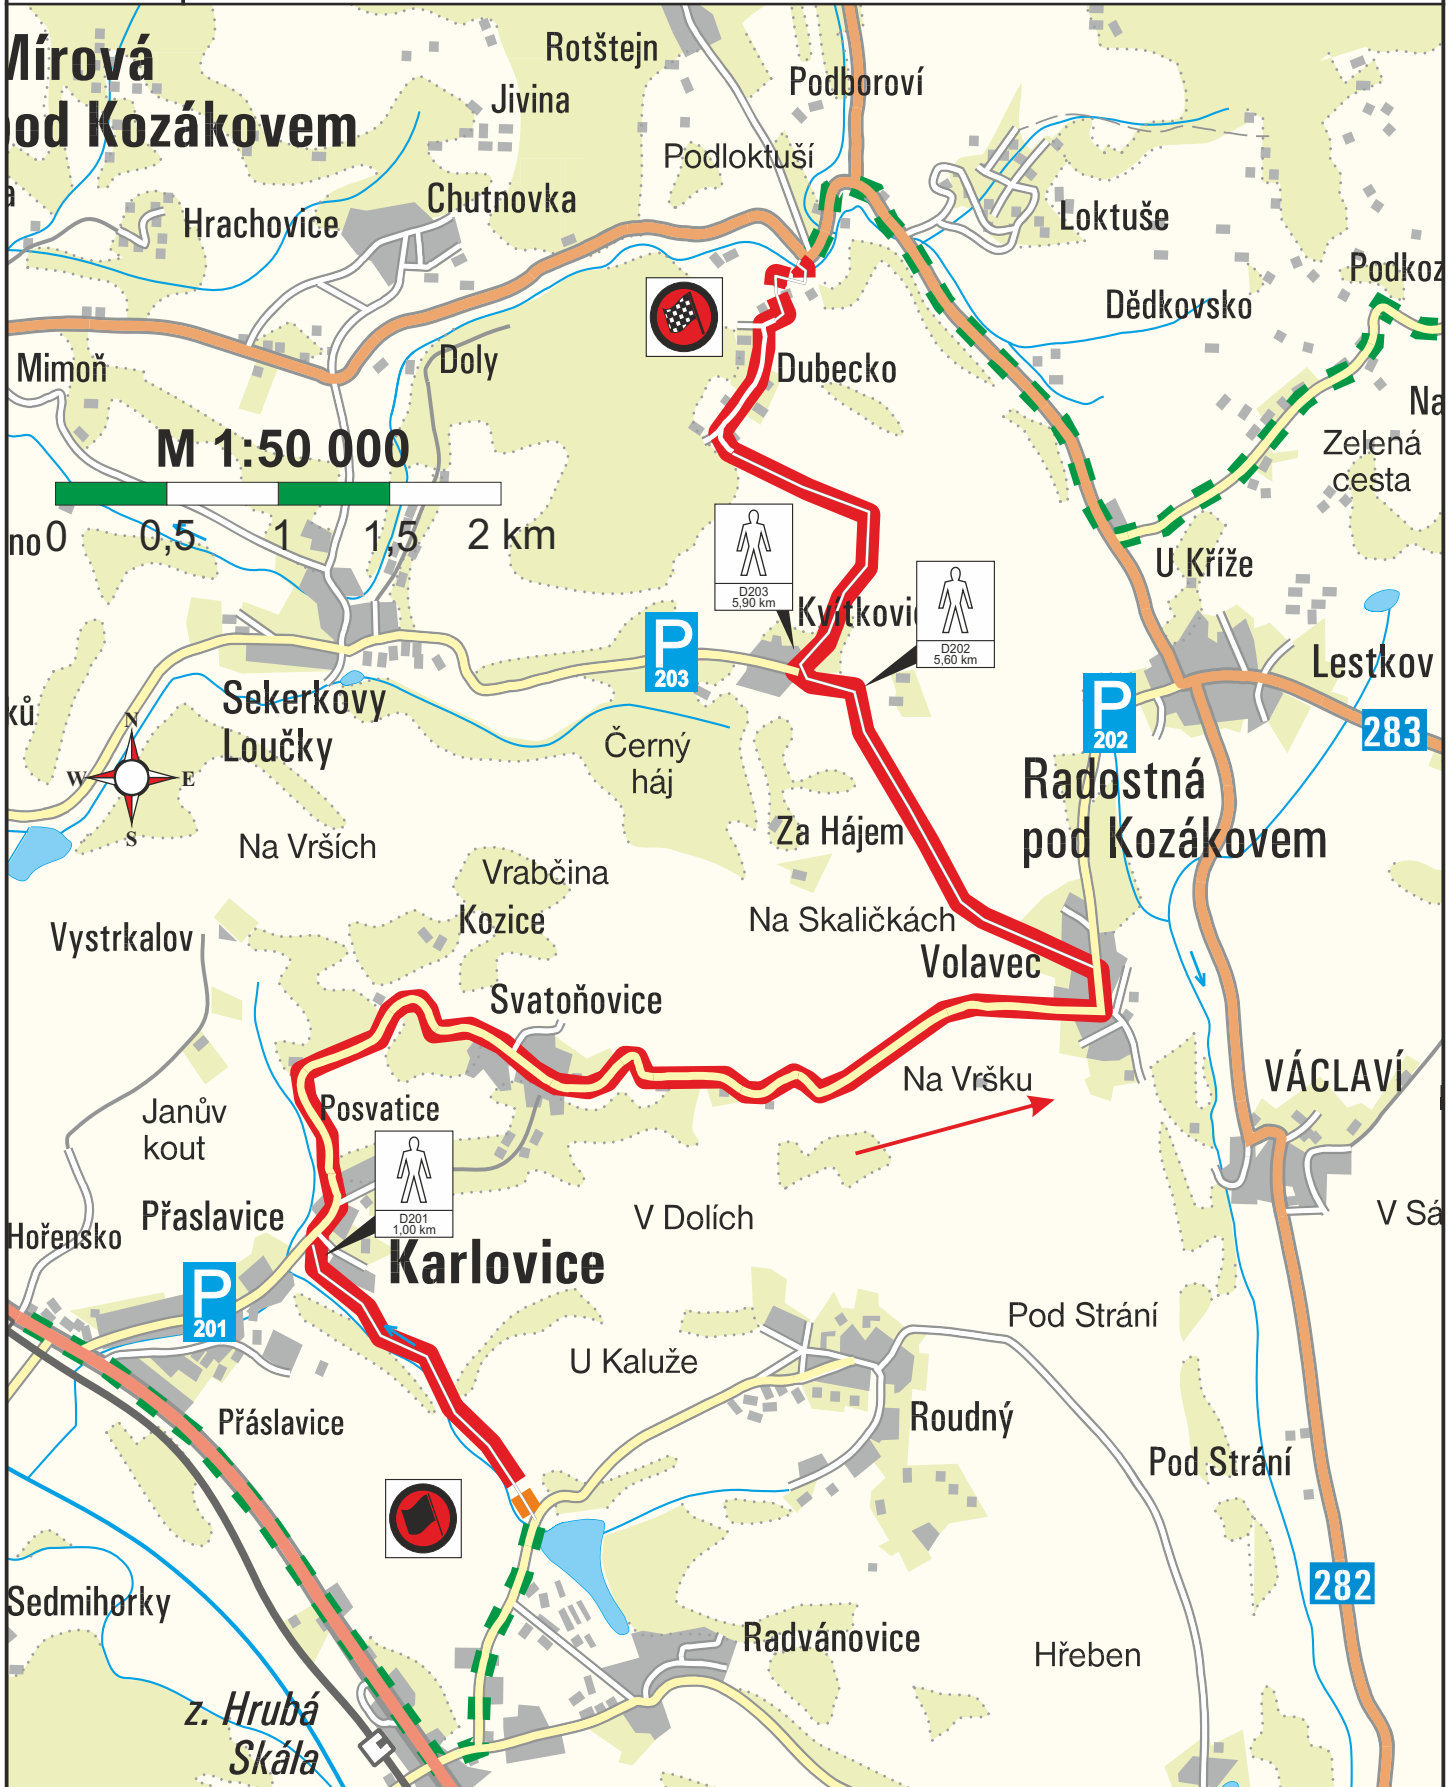 Rotštejn
Mírová
pod Kozákovem
Podboroví
Jivina
Podloktuší
Chutnovka
Hrachovice
Loktuše
Podkoz
Dědkovsko
Mimoň
Doly
Dubecko
Na
Zelená
cesta
M 1:50 000
0 0,5 1 1,5 2 km
no
U Kříže
D203
5,90 km
Kvítkovic
D202
5,60 km
P
203
Lestkov
Sekerkovy
Loučky
ků
P
202
283
N
W E
S
Černý
háj
Radostná
pod Kozákovem
Na Vrších
Za Hájem
Vrabčina
Kozice
Na Skaličkách
Vystrkalov
Volavec
Svatoňovice
Na Vršku
VÁCLAVÍ
Janův
kout
Posvatice
D201
1,00 km
Přaslavice
V Dolích
V Sá
Hořensko
Karlovice
P
201
Pod Strání
U Kaluže
Přáslavice
Roudný
Pod Strání
Sedmihorky
282
Radvánovice
Hřeben
z. Hrubá
Skála